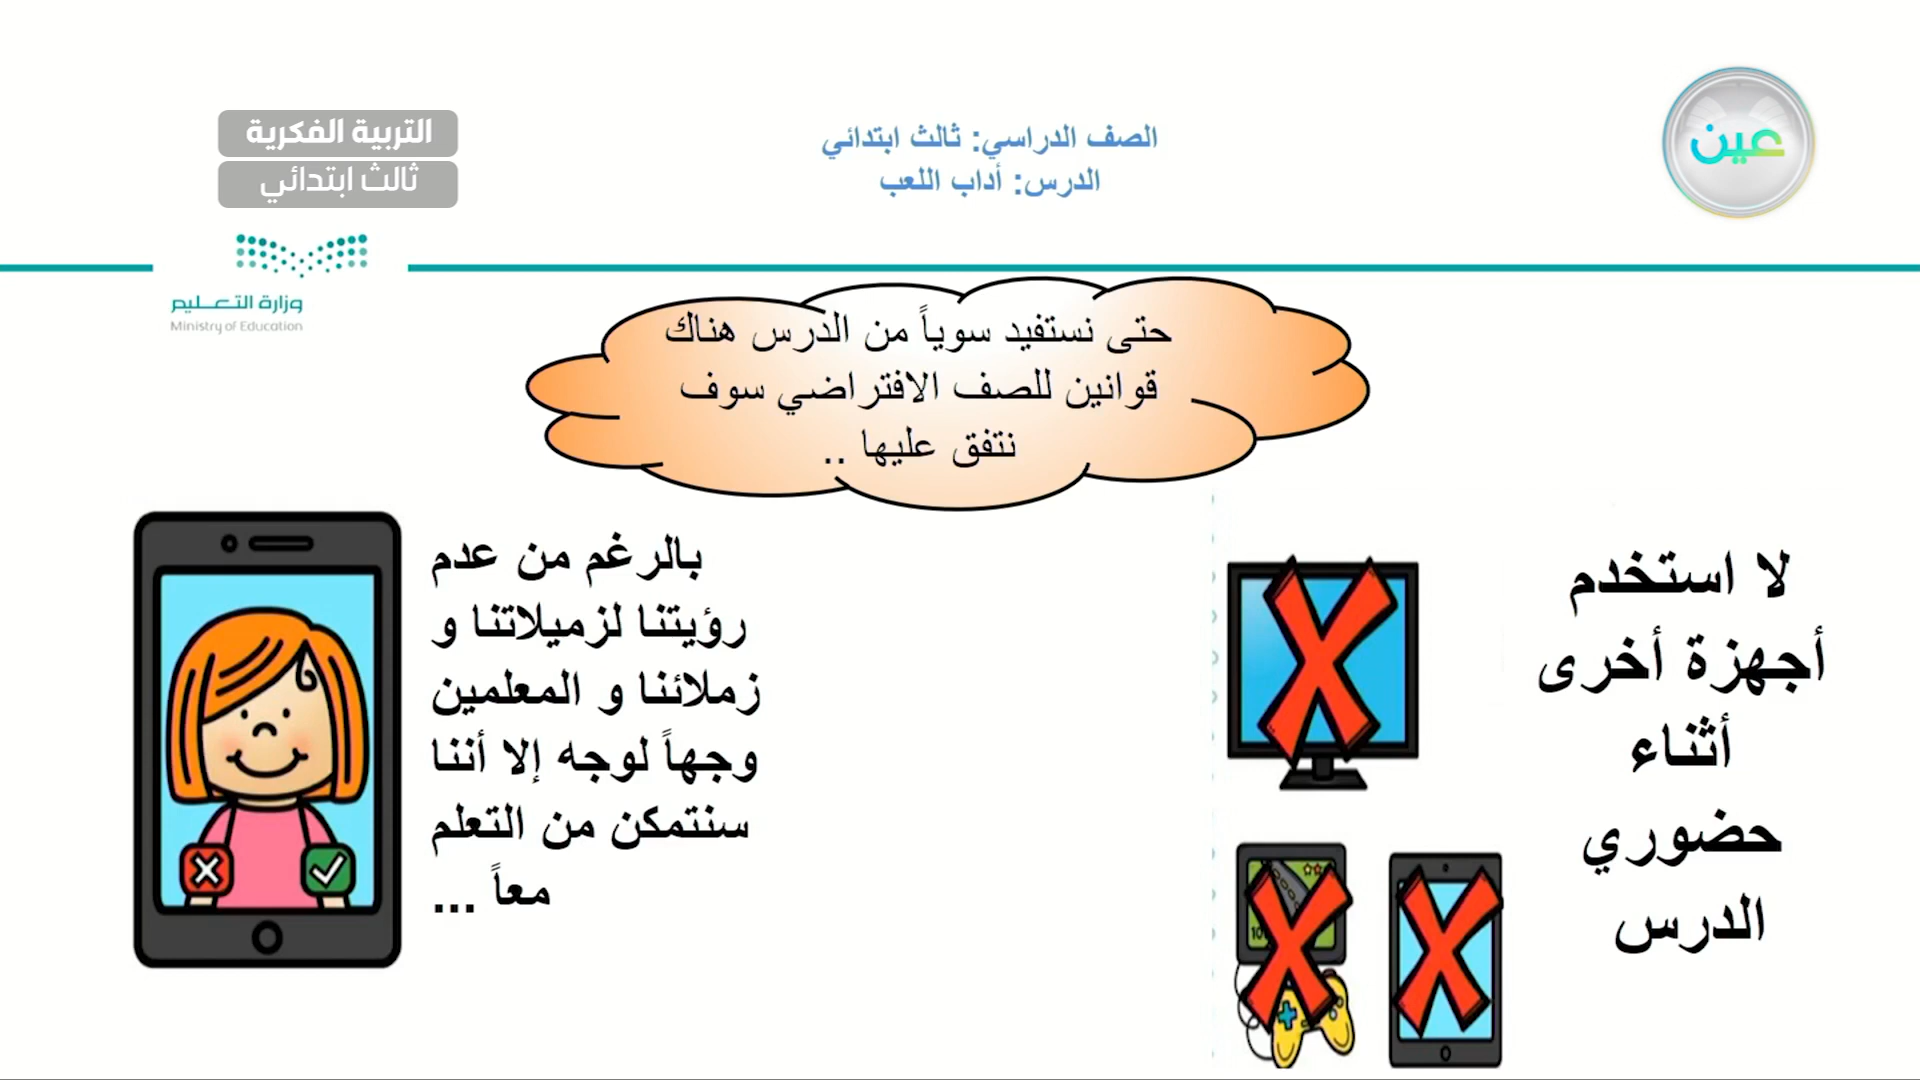 عين
الصف الدراسي: ثالث ابتدائي
الدرس: أداب اللعب
التربية الفكرية
ثالث ابتدائي
وزارة التعليم
Ministry of Education
حتى نستفيد سوياً من الدرس هناك
قوانين للصف الافتراضي سوف
نتفق عليها ..
لا استخدم
أجهزة أخرى
أثناء
حضوري
الدرس
بالرغم من عدم
رؤيتنا لزميلاتنا و
زملائنا و المعلمين
وجهاً لوجه إلا أننا
سنتمكن من التعلم
معاً ...